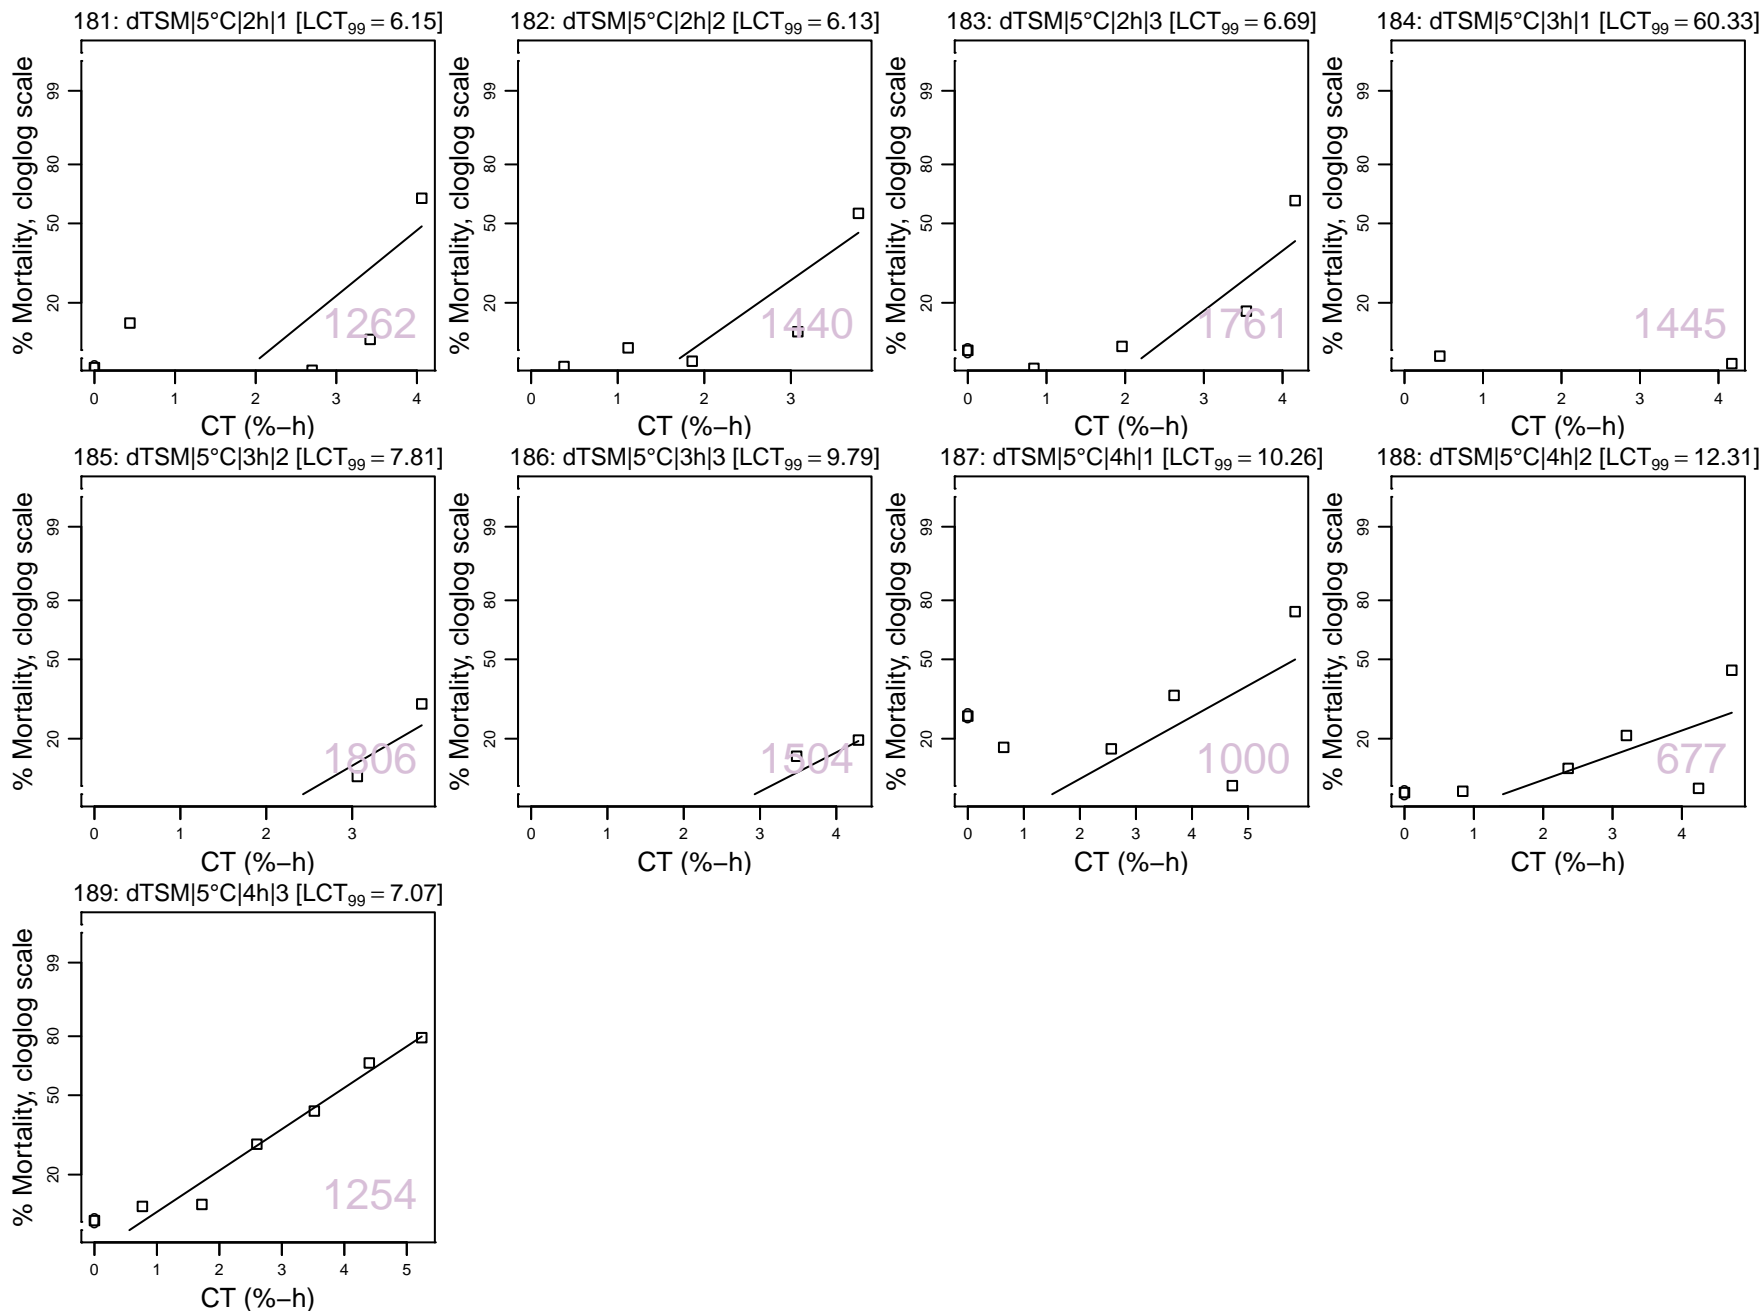 181: dTSM|5°C|2h|1 [LCT99 = 6.15]
% Mortality, cloglog scale
99
80
50
20
1262
0 1 2 3 4
CT (%−h)
182: dTSM|5°C|2h|2 [LCT99 = 6.13]
% Mortality, cloglog scale
99
80
50
20
1440
0 1 2 3
CT (%−h)
183: dTSM|5°C|2h|3 [LCT99 = 6.69]
% Mortality, cloglog scale
99
80
50
20
1761
0 1 2 3 4
CT (%−h)
184: dTSM|5°C|3h|1 [LCT99 = 60.33]
% Mortality, cloglog scale
99
80
50
20
1445
0 1 2 3 4
CT (%−h)
185: dTSM|5°C|3h|2 [LCT99 = 7.81]
% Mortality, cloglog scale
99
80
50
20
1806
0 1 2 3
CT (%−h)
186: dTSM|5°C|3h|3 [LCT99 = 9.79]
% Mortality, cloglog scale
99
80
50
20
1504
0 1 2 3 4
CT (%−h)
187: dTSM|5°C|4h|1 [LCT99 = 10.26]
% Mortality, cloglog scale
99
80
50
20
1000
0 1 2 3 4 5
CT (%−h)
188: dTSM|5°C|4h|2 [LCT99 = 12.31]
% Mortality, cloglog scale
99
80
50
20
677
0 1 2 3 4
CT (%−h)
189: dTSM|5°C|4h|3 [LCT99 = 7.07]
% Mortality, cloglog scale
99
80
50
20
1254
0 1 2 3 4 5
CT (%−h)